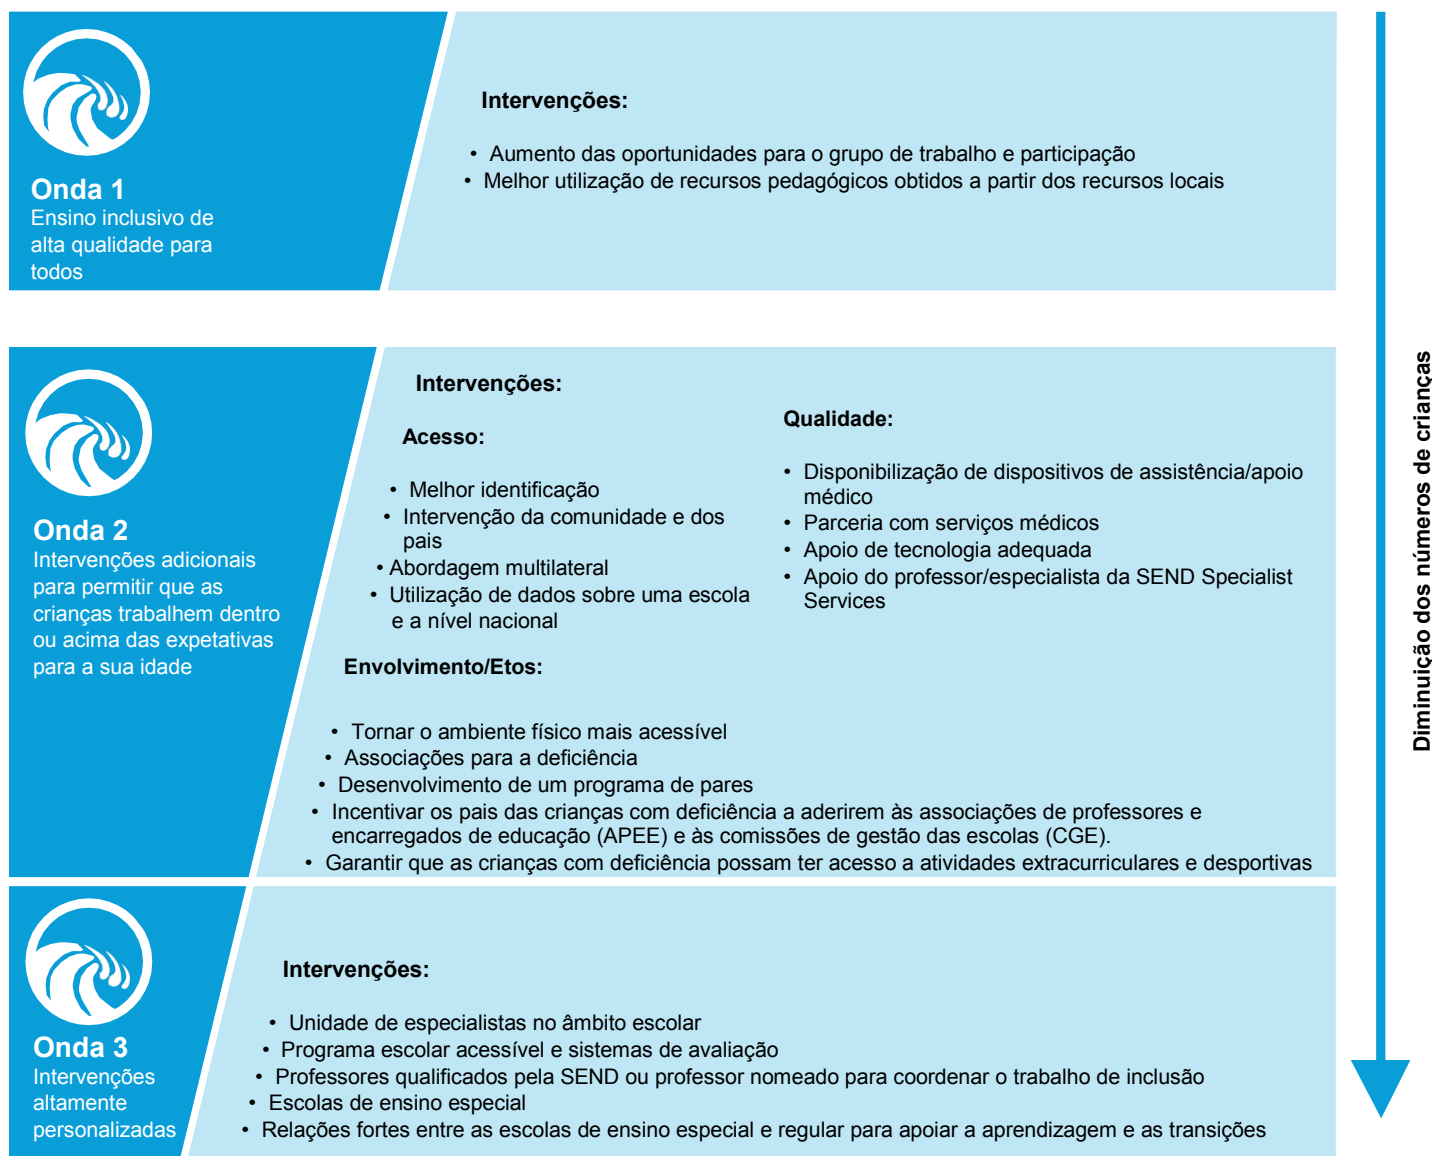 Onda 1
Ensino inclusivo de
alta qualidade para
todos
Intervenções:
• Aumento das oportunidades para o grupo de trabalho e participação
• Melhor utilização de recursos pedagógicos obtidos a partir dos recursos locais
Onda 2
Intervenções adicionais
para permitir que as
crianças trabalhem dentro
ou acima das expetativas
para a sua idade
Intervenções:
Acesso:
• Melhor identificação
• Intervenção da comunidade e dos
pais
• Abordagem multilateral
• Utilização de dados sobre uma escola
e a nível nacional
Qualidade:
• Disponibilização de dispositivos de assistência/apoio
médico
• Parceria com serviços médicos
• Apoio de tecnologia adequada
• Apoio do professor/especialista da SEND Specialist
Services
Envolvimento/Etos:
• Tornar o ambiente físico mais acessível
• Associações para a deficiência
• Desenvolvimento de um programa de pares
• Incentivar os pais das crianças com deficiência a aderirem às associações de professores e
encarregados de educação (APEE) e às comissões de gestão das escolas (CGE).
• Garantir que as crianças com deficiência possam ter acesso a atividades extracurriculares e desportivas
Onda 3
Intervenções
altamente
personalizadas
Intervenções:
• Unidade de especialistas no âmbito escolar
• Programa escolar acessível e sistemas de avaliação
• Professores qualificados pela SEND ou professor nomeado para coordenar o trabalho de inclusão
• Escolas de ensino especial
• Relações fortes entre as escolas de ensino especial e regular para apoiar a aprendizagem e as transições
Diminuição dos números de crianças